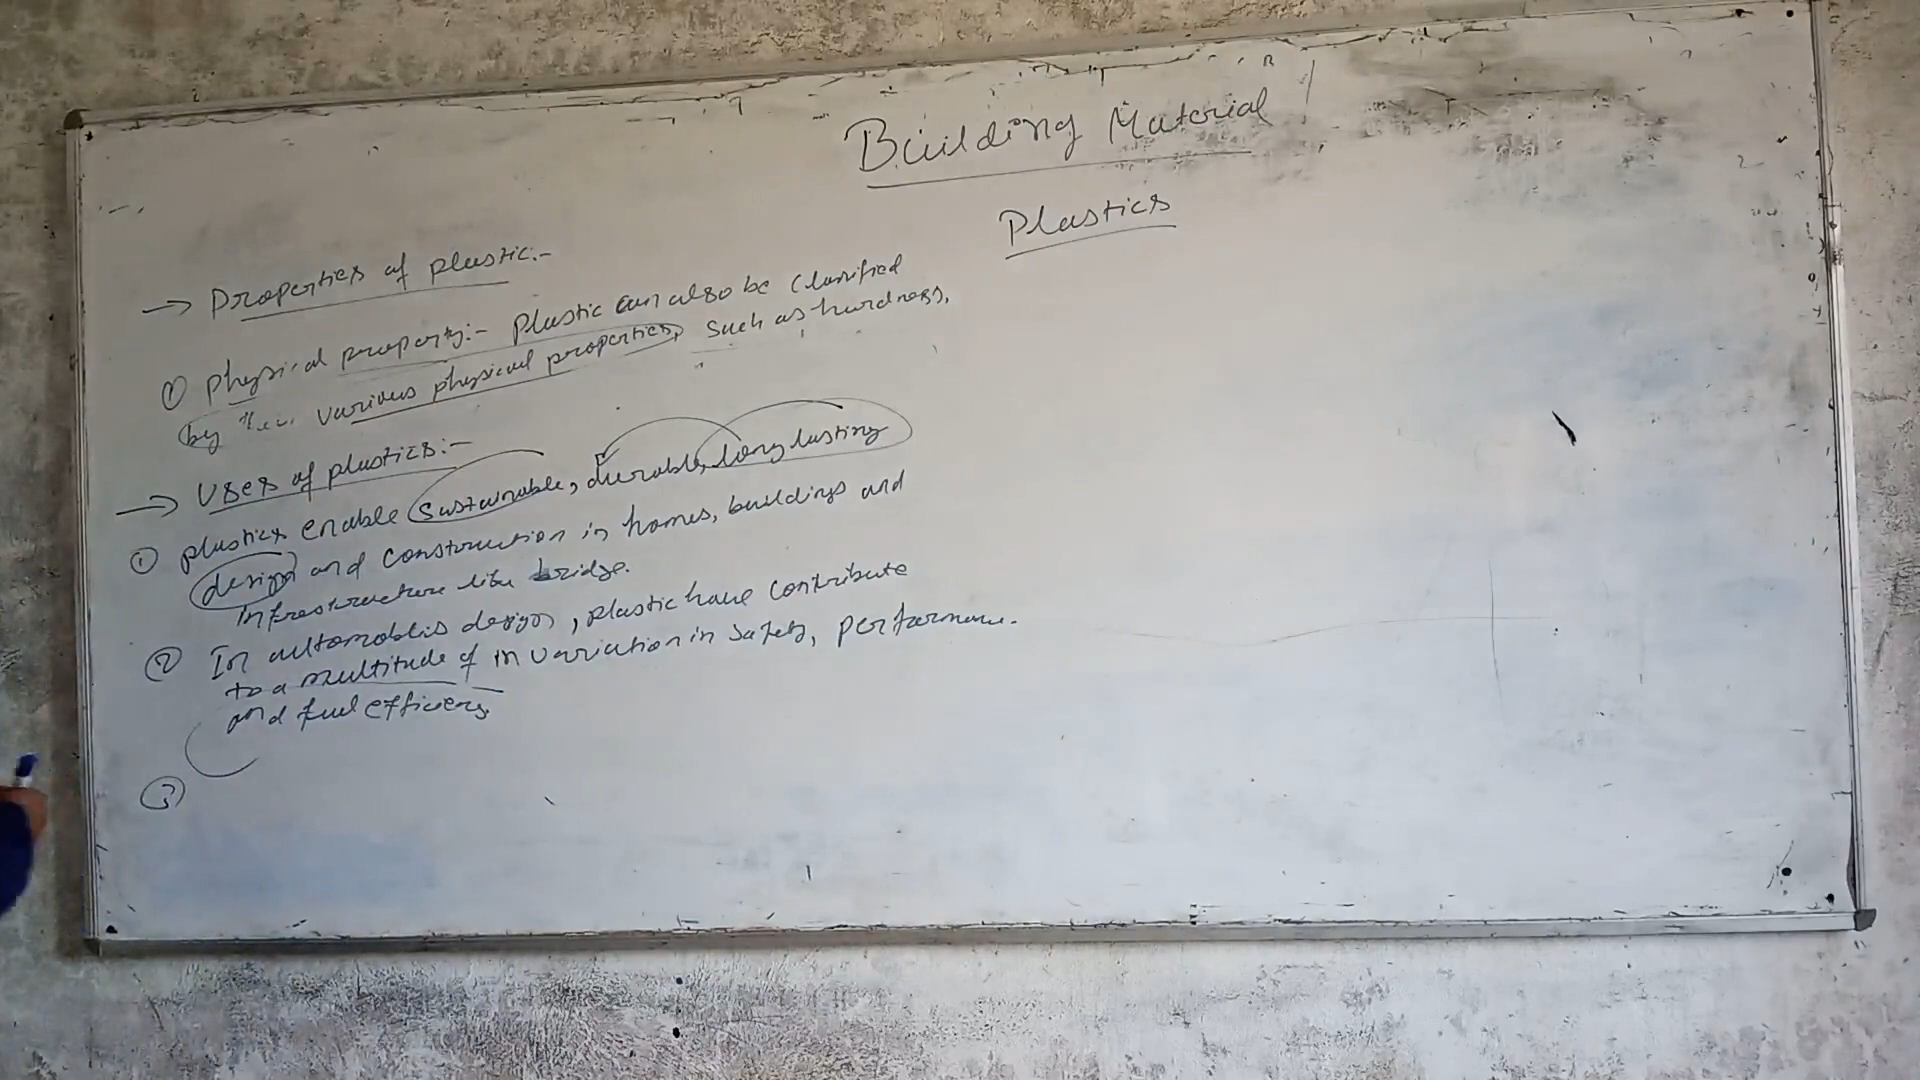 Building Material
Plastics
→ Properties of plastic:-
① Physical property:- Plastic can also be classified
by their various physical properties, such as hardness,
→ Uses of plastics:-
① plastics enable sustainable, durable, long lasting
design and construction in homes, buildings and
infrastructure like bridge.
② In automoblis design, plastic have contribute
to a multitude of in variation in safety, performance.
and fuel efficiency.
③